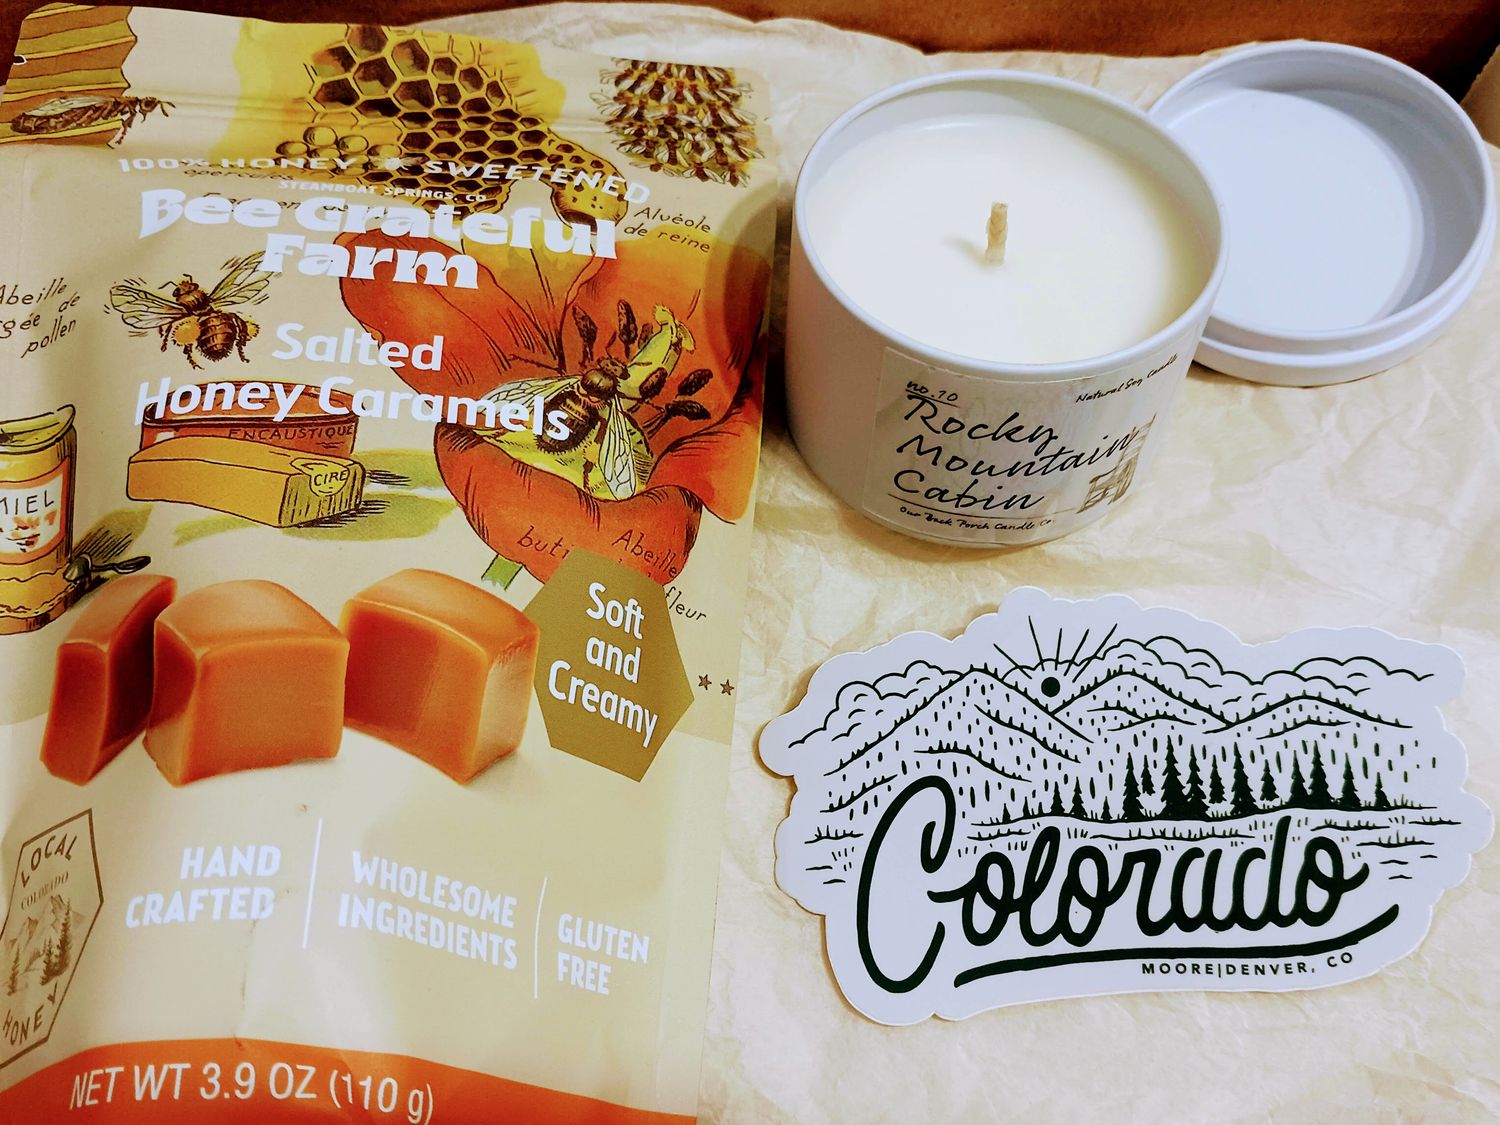 100% HONEY SWEETENED
STEAMBOAT SPRINGS, CO
Bee Grateful
Farm
Alvéole
de reine
Abeille
pollen
Salted
Honey Caramels
ENCAUSTIQUE
CIRE
MIEL
Abeille
fleur
Soft
and
Creamy
LOCAL
COLORADO
HONEY
HAND
CRAFTED
WHOLESOME
INGREDIENTS
GLUTEN
FREE
NET WT 3.9 OZ (110 g)
no. 10
Natural Soy Candle
Rocky
Mountain
Cabin
Our Back Porch Candle Co.
Colorado
MOORE|DENVER, CO